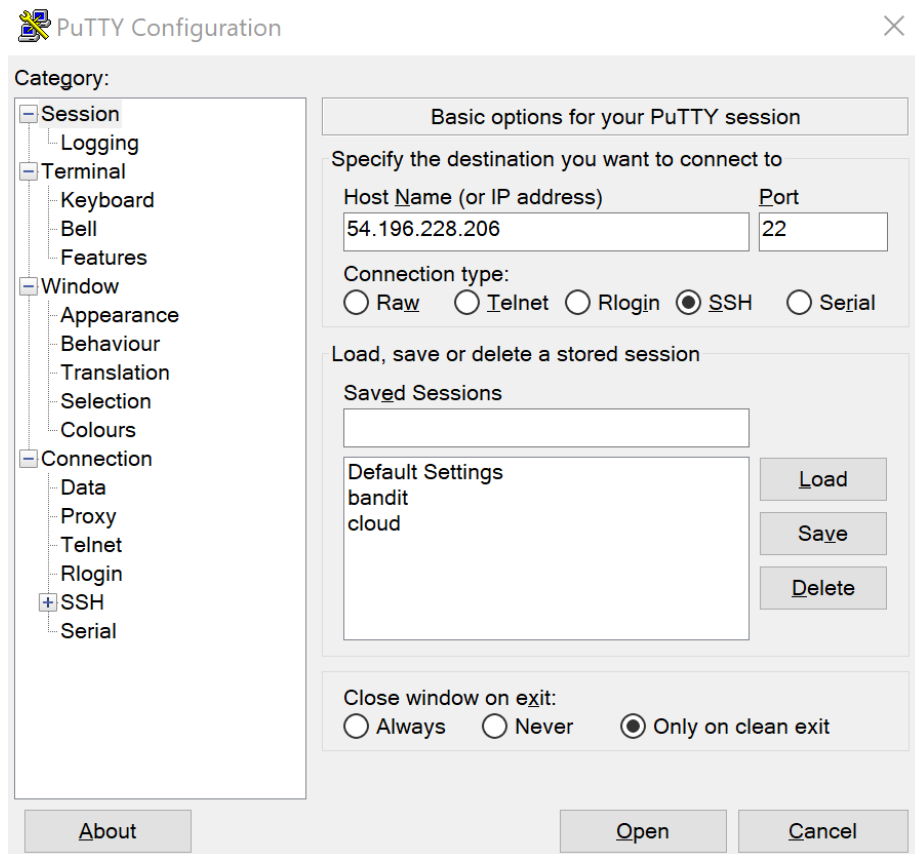 PuTTY Configuration
Category:
Session
Logging
Terminal
Keyboard
Bell
Features
Window
Appearance
Behaviour
Translation
Selection
Colours
Connection
Data
Proxy
Telnet
Rlogin
SSH
Serial
Basic options for your PuTTY session
Specify the destination you want to connect to
Host Name (or IP address) Port
54.196.228.206 22
Connection type:
Raw Telnet Rlogin SSH Serial
Load, save or delete a stored session
Saved Sessions
Default Settings
bandit
cloud
Load
Save
Delete
Close window on exit:
Always Never Only on clean exit
About Open Cancel